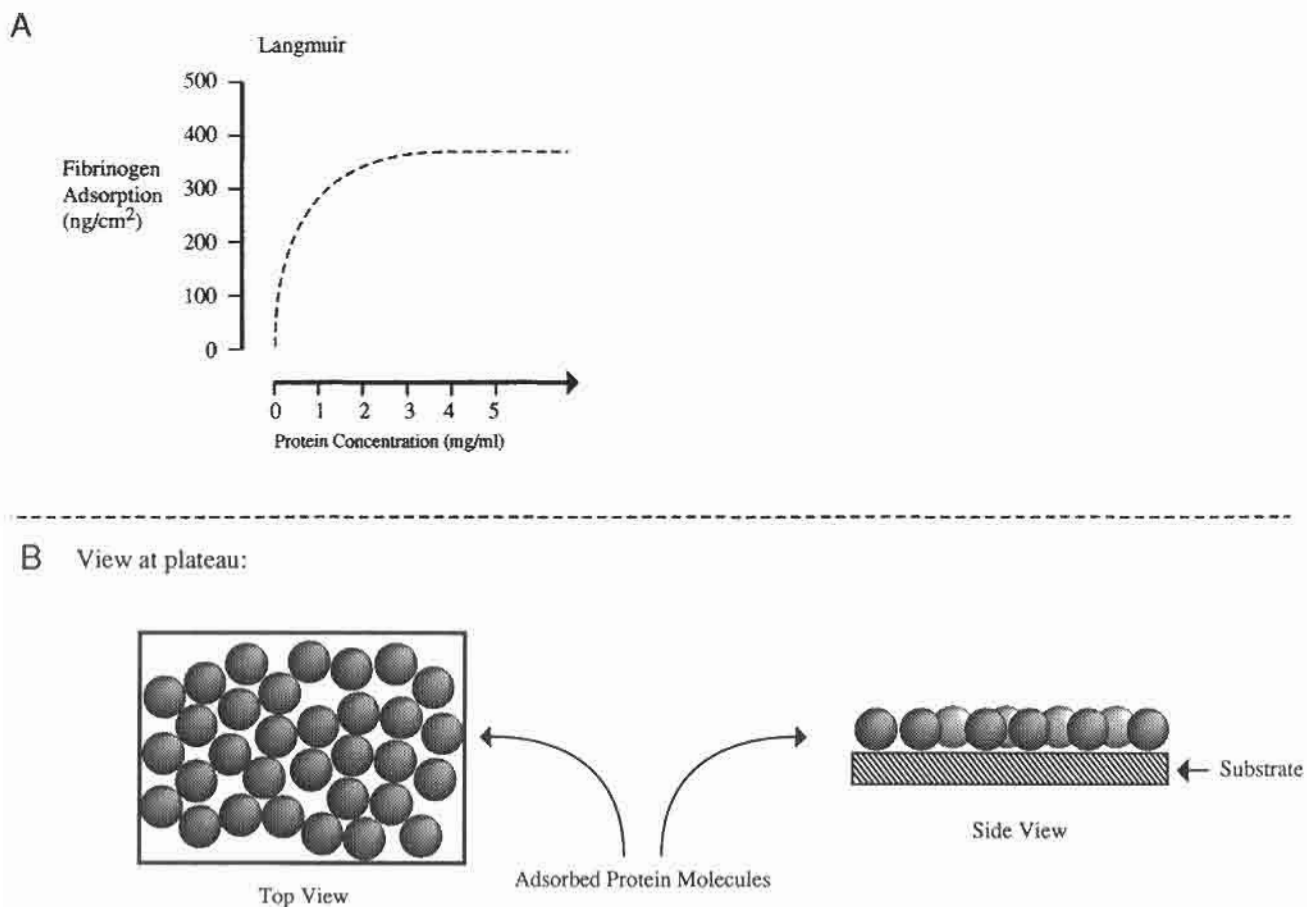 A
Langmuir
500
400
300
200
100
0
Fibrinogen
Adsorption
(ng/cm²)
0 1 2 3 4 5
Protein Concentration (mg/ml)
B View at plateau:
Substrate
Side View
Adsorbed Protein Molecules
Top View